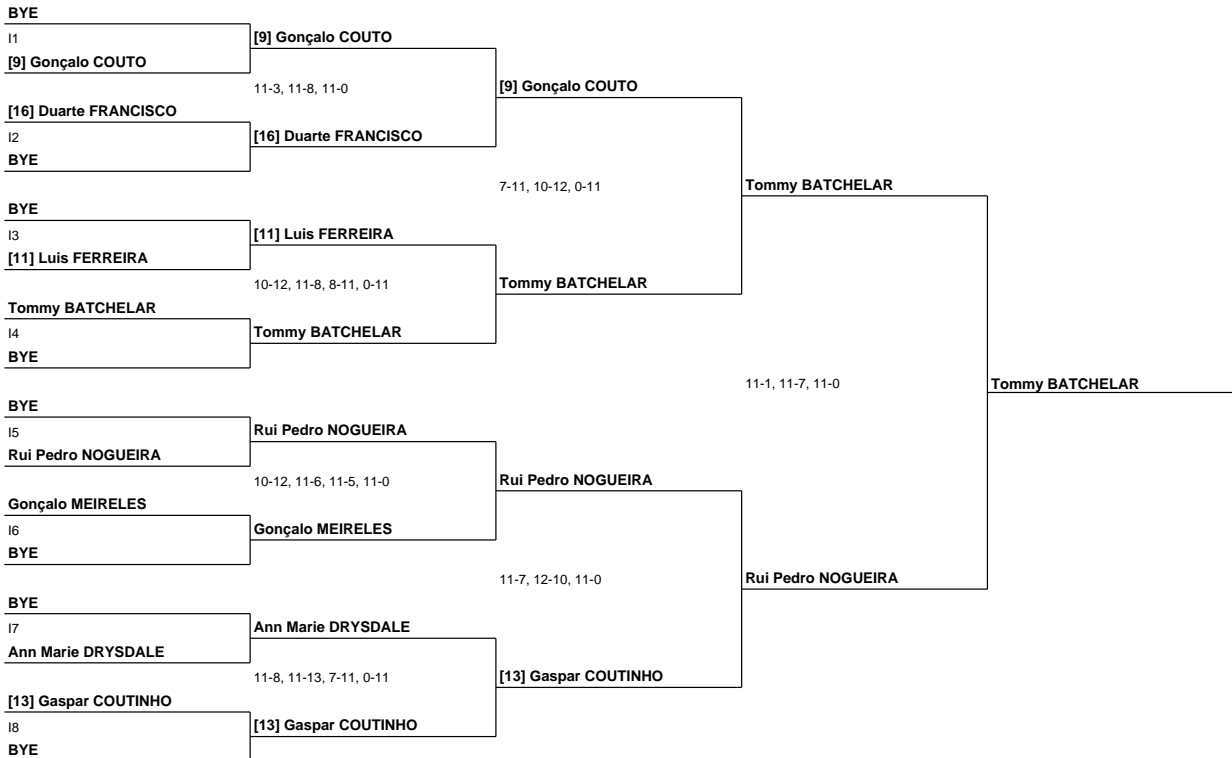 BYE
I1
[9] Gonçalo COUTO
[9] Gonçalo COUTO
11-3, 11-8, 11-0
[9] Gonçalo COUTO
[16] Duarte FRANCISCO
I2
[16] Duarte FRANCISCO
BYE
7-11, 10-12, 0-11
Tommy BATCHELAR
BYE
I3
[11] Luis FERREIRA
[11] Luis FERREIRA
10-12, 11-8, 8-11, 0-11
Tommy BATCHELAR
Tommy BATCHELAR
I4
Tommy BATCHELAR
BYE
11-1, 11-7, 11-0
Tommy BATCHELAR
BYE
I5
Rui Pedro NOGUEIRA
Rui Pedro NOGUEIRA
10-12, 11-6, 11-5, 11-0
Rui Pedro NOGUEIRA
Gonçalo MEIRELES
I6
Gonçalo MEIRELES
BYE
11-7, 12-10, 11-0
Rui Pedro NOGUEIRA
BYE
I7
Ann Marie DRYSDALE
Ann Marie DRYSDALE
11-8, 11-13, 7-11, 0-11
[13] Gaspar COUTINHO
[13] Gaspar COUTINHO
I8
[13] Gaspar COUTINHO
BYE